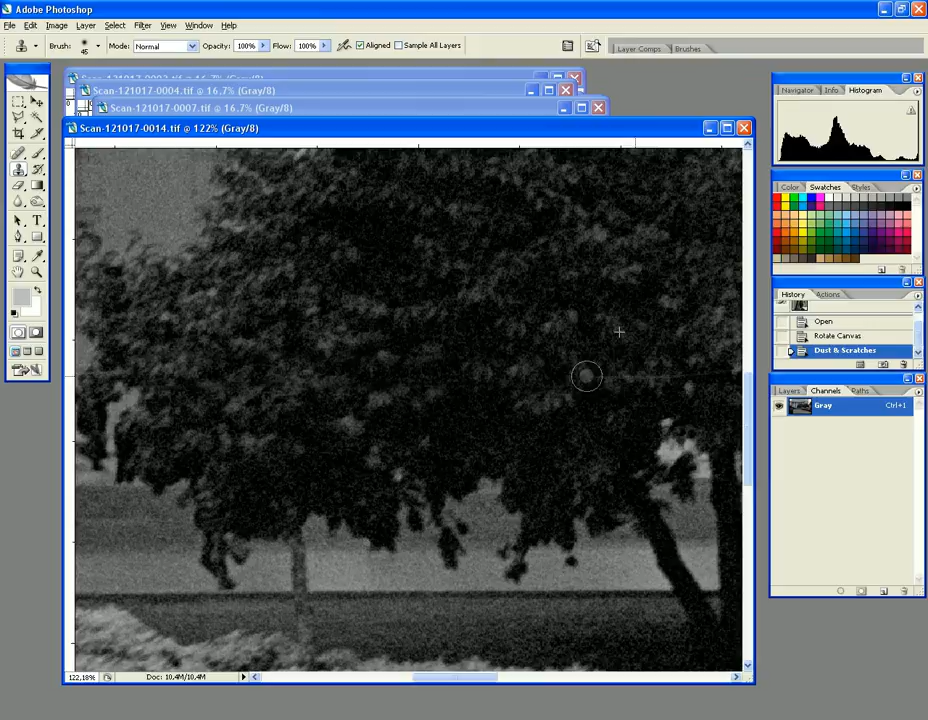 Adobe Photoshop
File Edit Image Layer Select Filter View Window Help
Brush: 45 Mode: Normal Opacity: 100% Flow: 100% Aligned Sample All Layers
Layer Comps Brushes
Scan-121017-0004.tif @ 16,7% (Gray/8)
Scan-121017-0007.tif @ 16,7% (Gray/8)
Scan-121017-0014.tif @ 122% (Gray/8)
Navigator Info Histogram
Color Swatches Styles
History Actions
Open
Rotate Canvas
Dust & Scratches
Layers Channels Paths
Gray Ctrl+1
122,18% Doc: 10,4M/10,4M